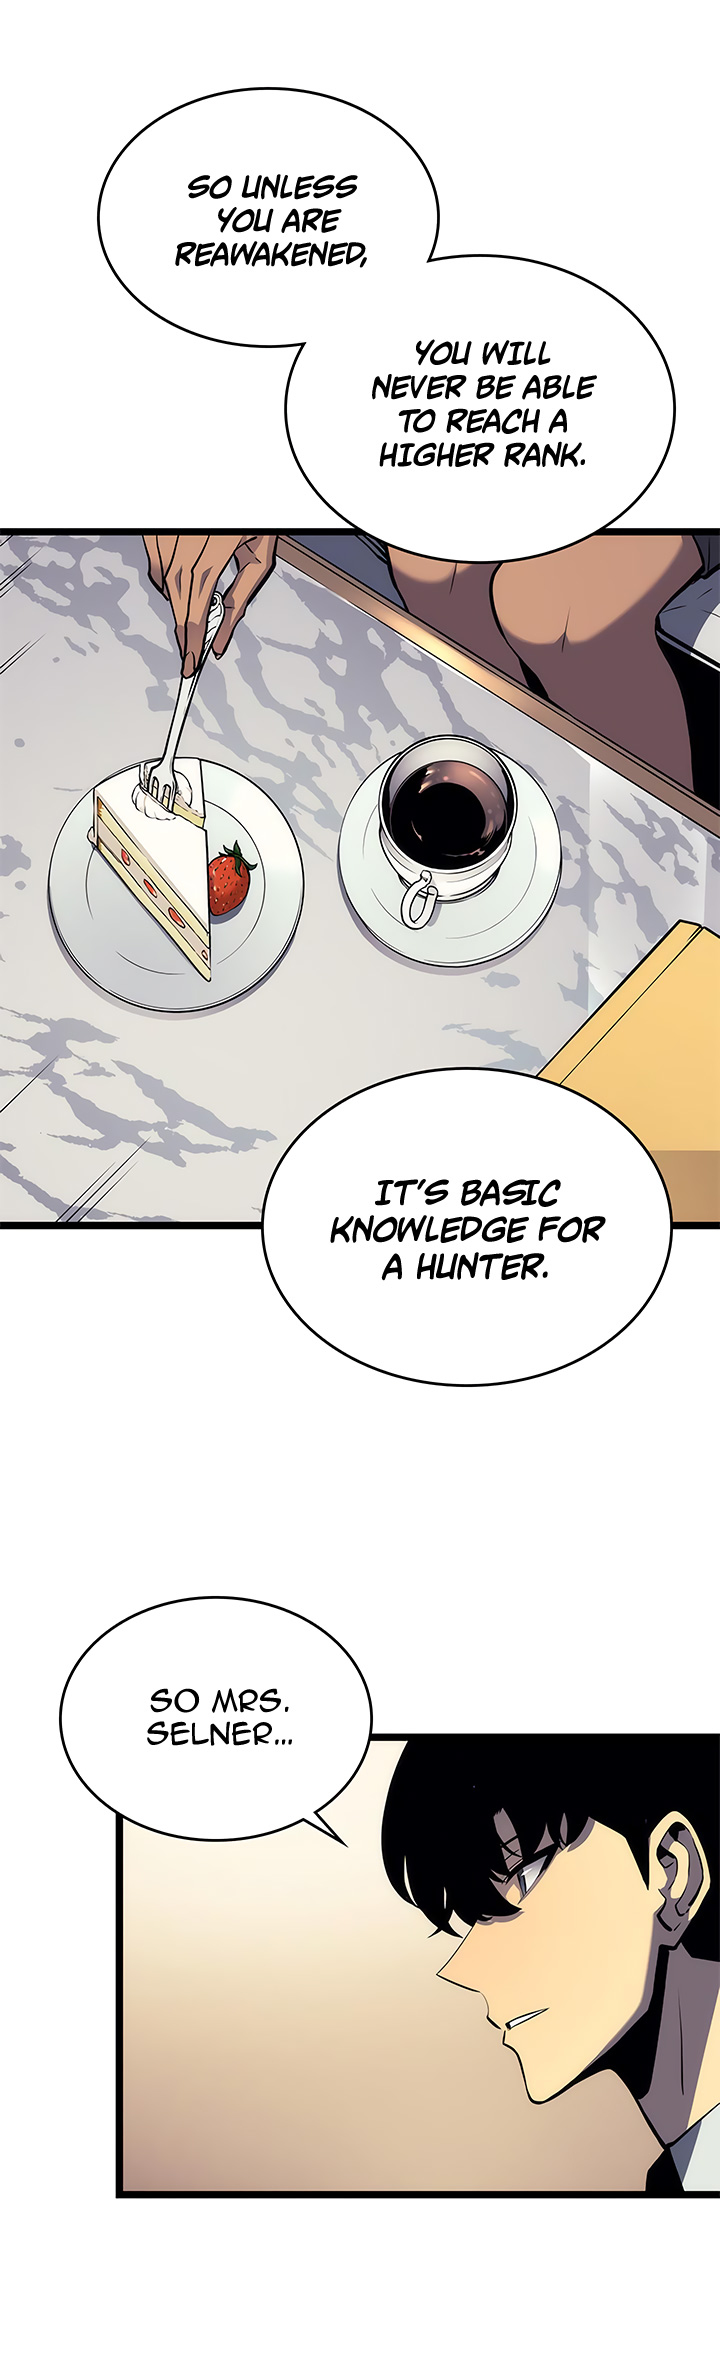 SO UNLESS
YOU ARE
REAWAKENED,
YOU WILL
NEVER BE ABLE
TO REACH A
HIGHER RANK.
IT'S BASIC
KNOWLEDGE FOR
A HUNTER.
SO MRS.
SELNER...